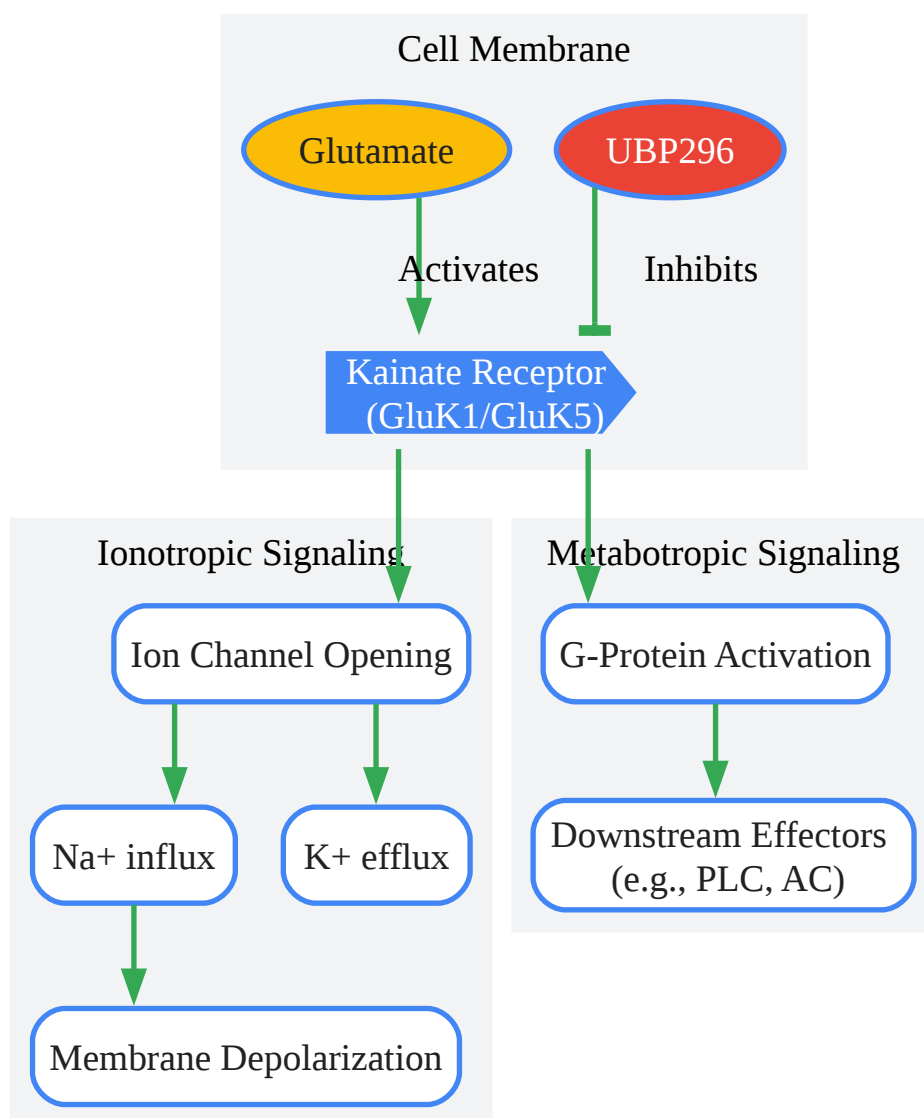 Cell Membrane
Glutamate
UBP296
Activates
Inhibits
Kainate Receptor
(GluK1/GluK5)
Ionotropic Signaling
Metabotropic Signaling
Ion Channel Opening
G-Protein Activation
Na+ influx
K+ efflux
Downstream Effectors
(e.g., PLC, AC)
Membrane Depolarization